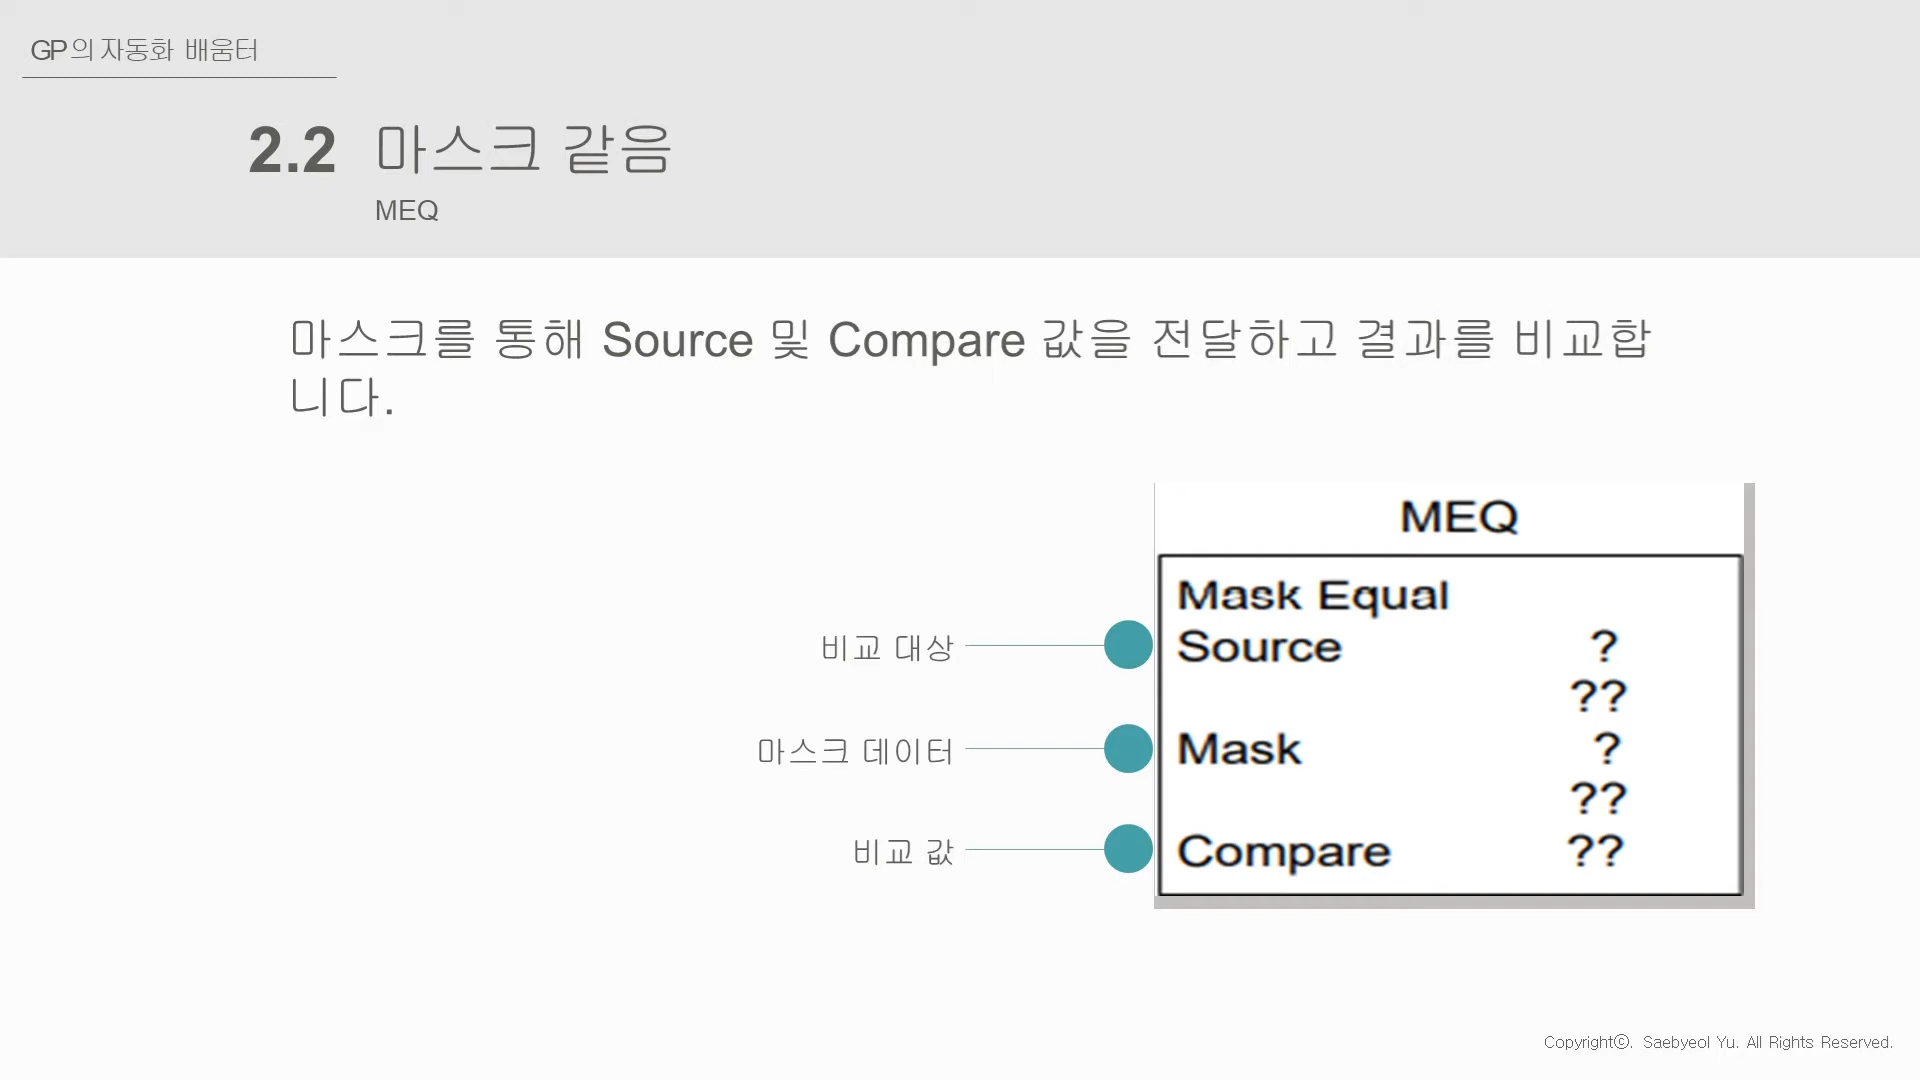 GP의 자동화 배움터
2.2 마스크 같음
MEQ
마스크를 통해 Source 및 Compare 값을 전달하고 결과를 비교합
니다.
MEQ
Mask Equal
비교 대상 Source ?
??
마스크 데이터 Mask ?
??
비교 값 Compare ??
Copyrightⓒ. Saebyeol Yu. All Rights Reserved.